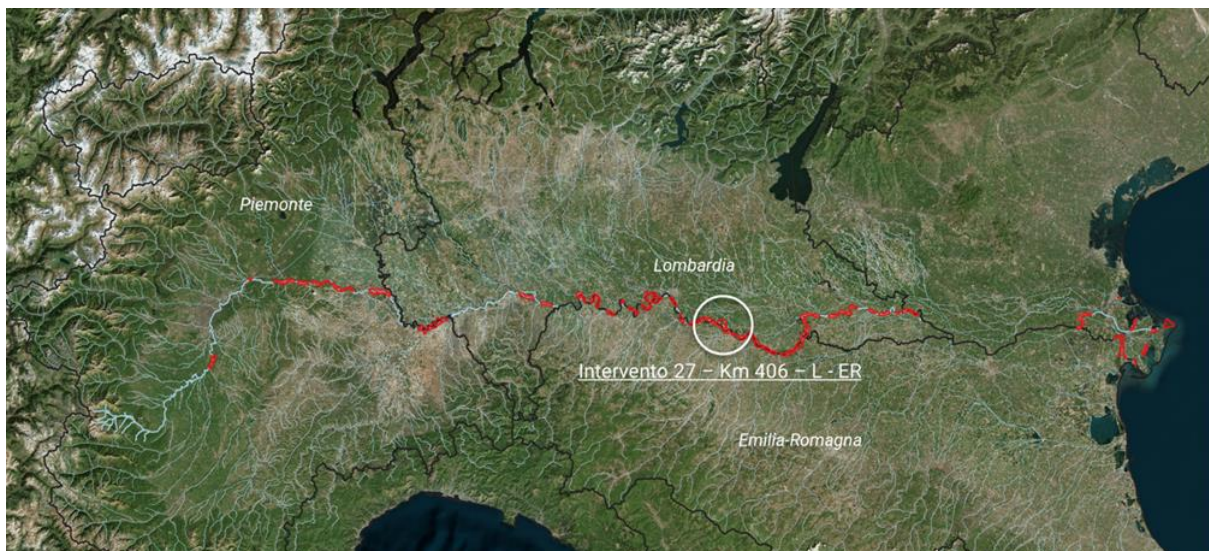 Piemonte
Lombardia
Intervento 27 – Km 406 – L - ER
Emilia-Romagna